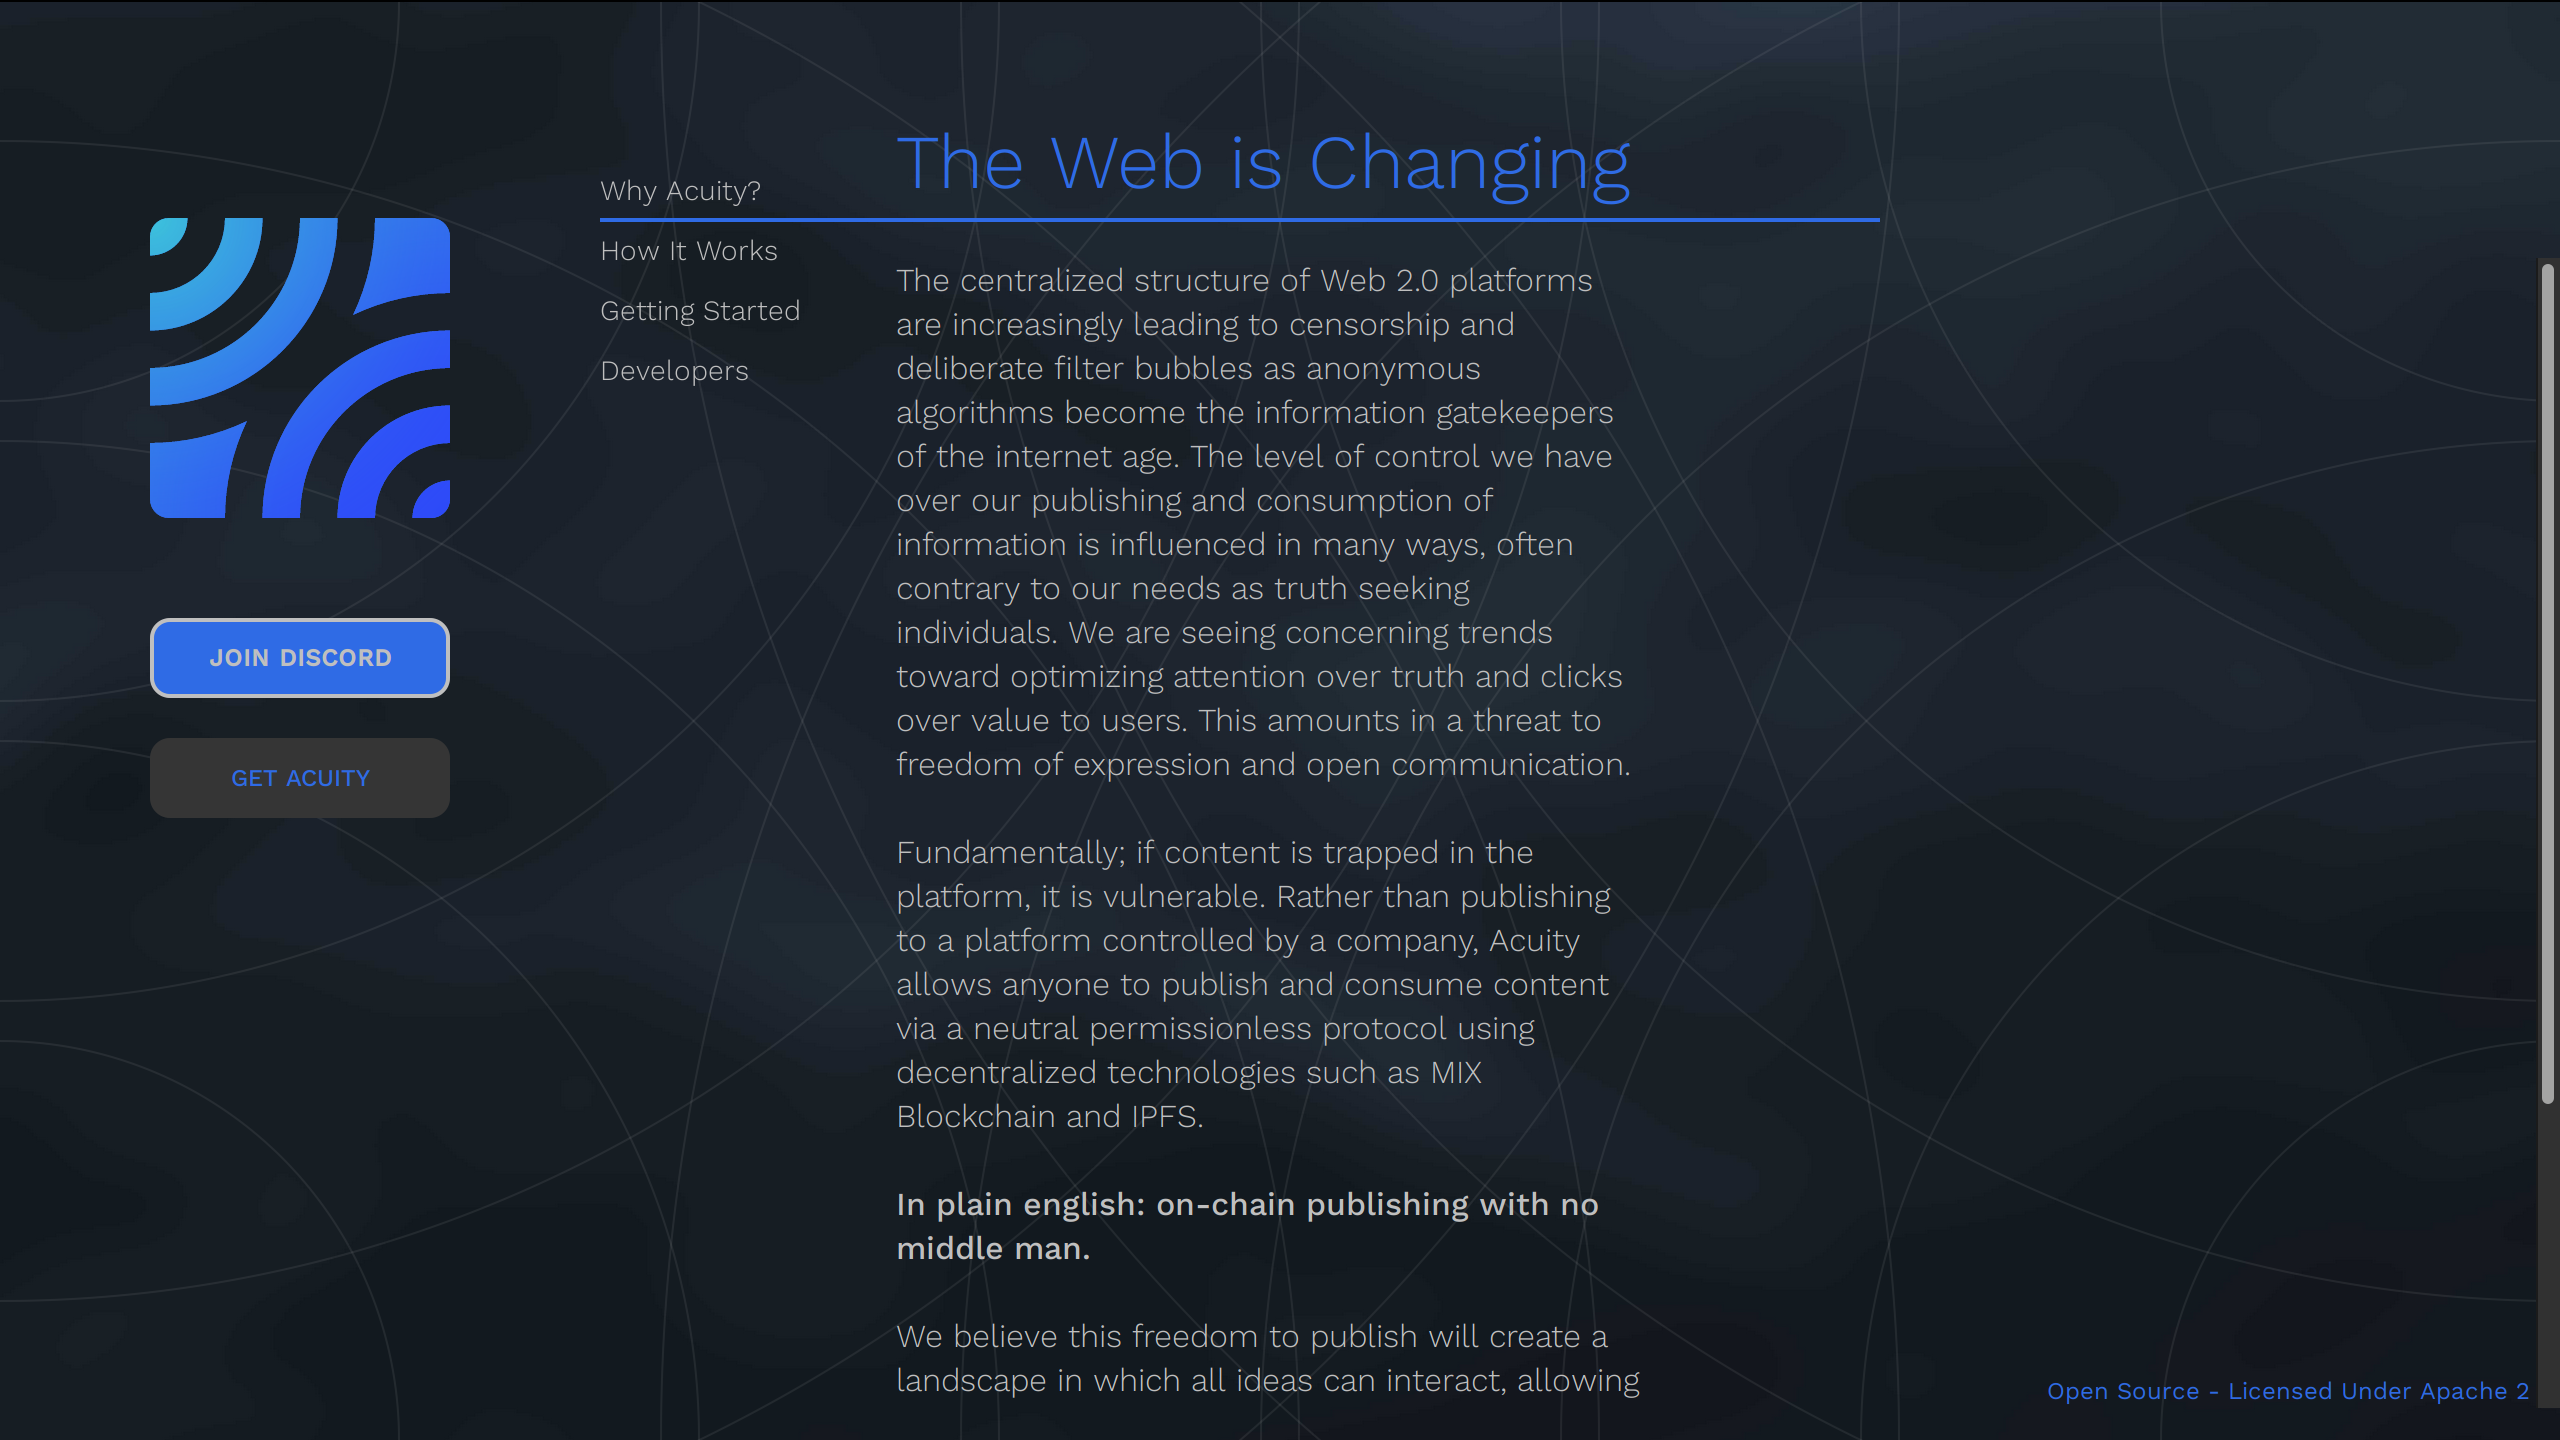 The Web is Changing
Why Acuity?
How It Works
Getting Started
Developers
JOIN DISCORD
GET ACUITY
The centralized structure of Web 2.0 platforms
are increasingly leading to censorship and
deliberate filter bubbles as anonymous
algorithms become the information gatekeepers
of the internet age. The level of control we have
over our publishing and consumption of
information is influenced in many ways, often
contrary to our needs as truth seeking
individuals. We are seeing concerning trends
toward optimizing attention over truth and clicks
over value to users. This amounts in a threat to
freedom of expression and open communication.
Fundamentally; if content is trapped in the
platform, it is vulnerable. Rather than publishing
to a platform controlled by a company, Acuity
allows anyone to publish and consume content
via a neutral permissionless protocol using
decentralized technologies such as MIX
Blockchain and IPFS.
In plain english: on-chain publishing with no
middle man.
We believe this freedom to publish will create a
landscape in which all ideas can interact, allowing
Open Source - Licensed Under Apache 2